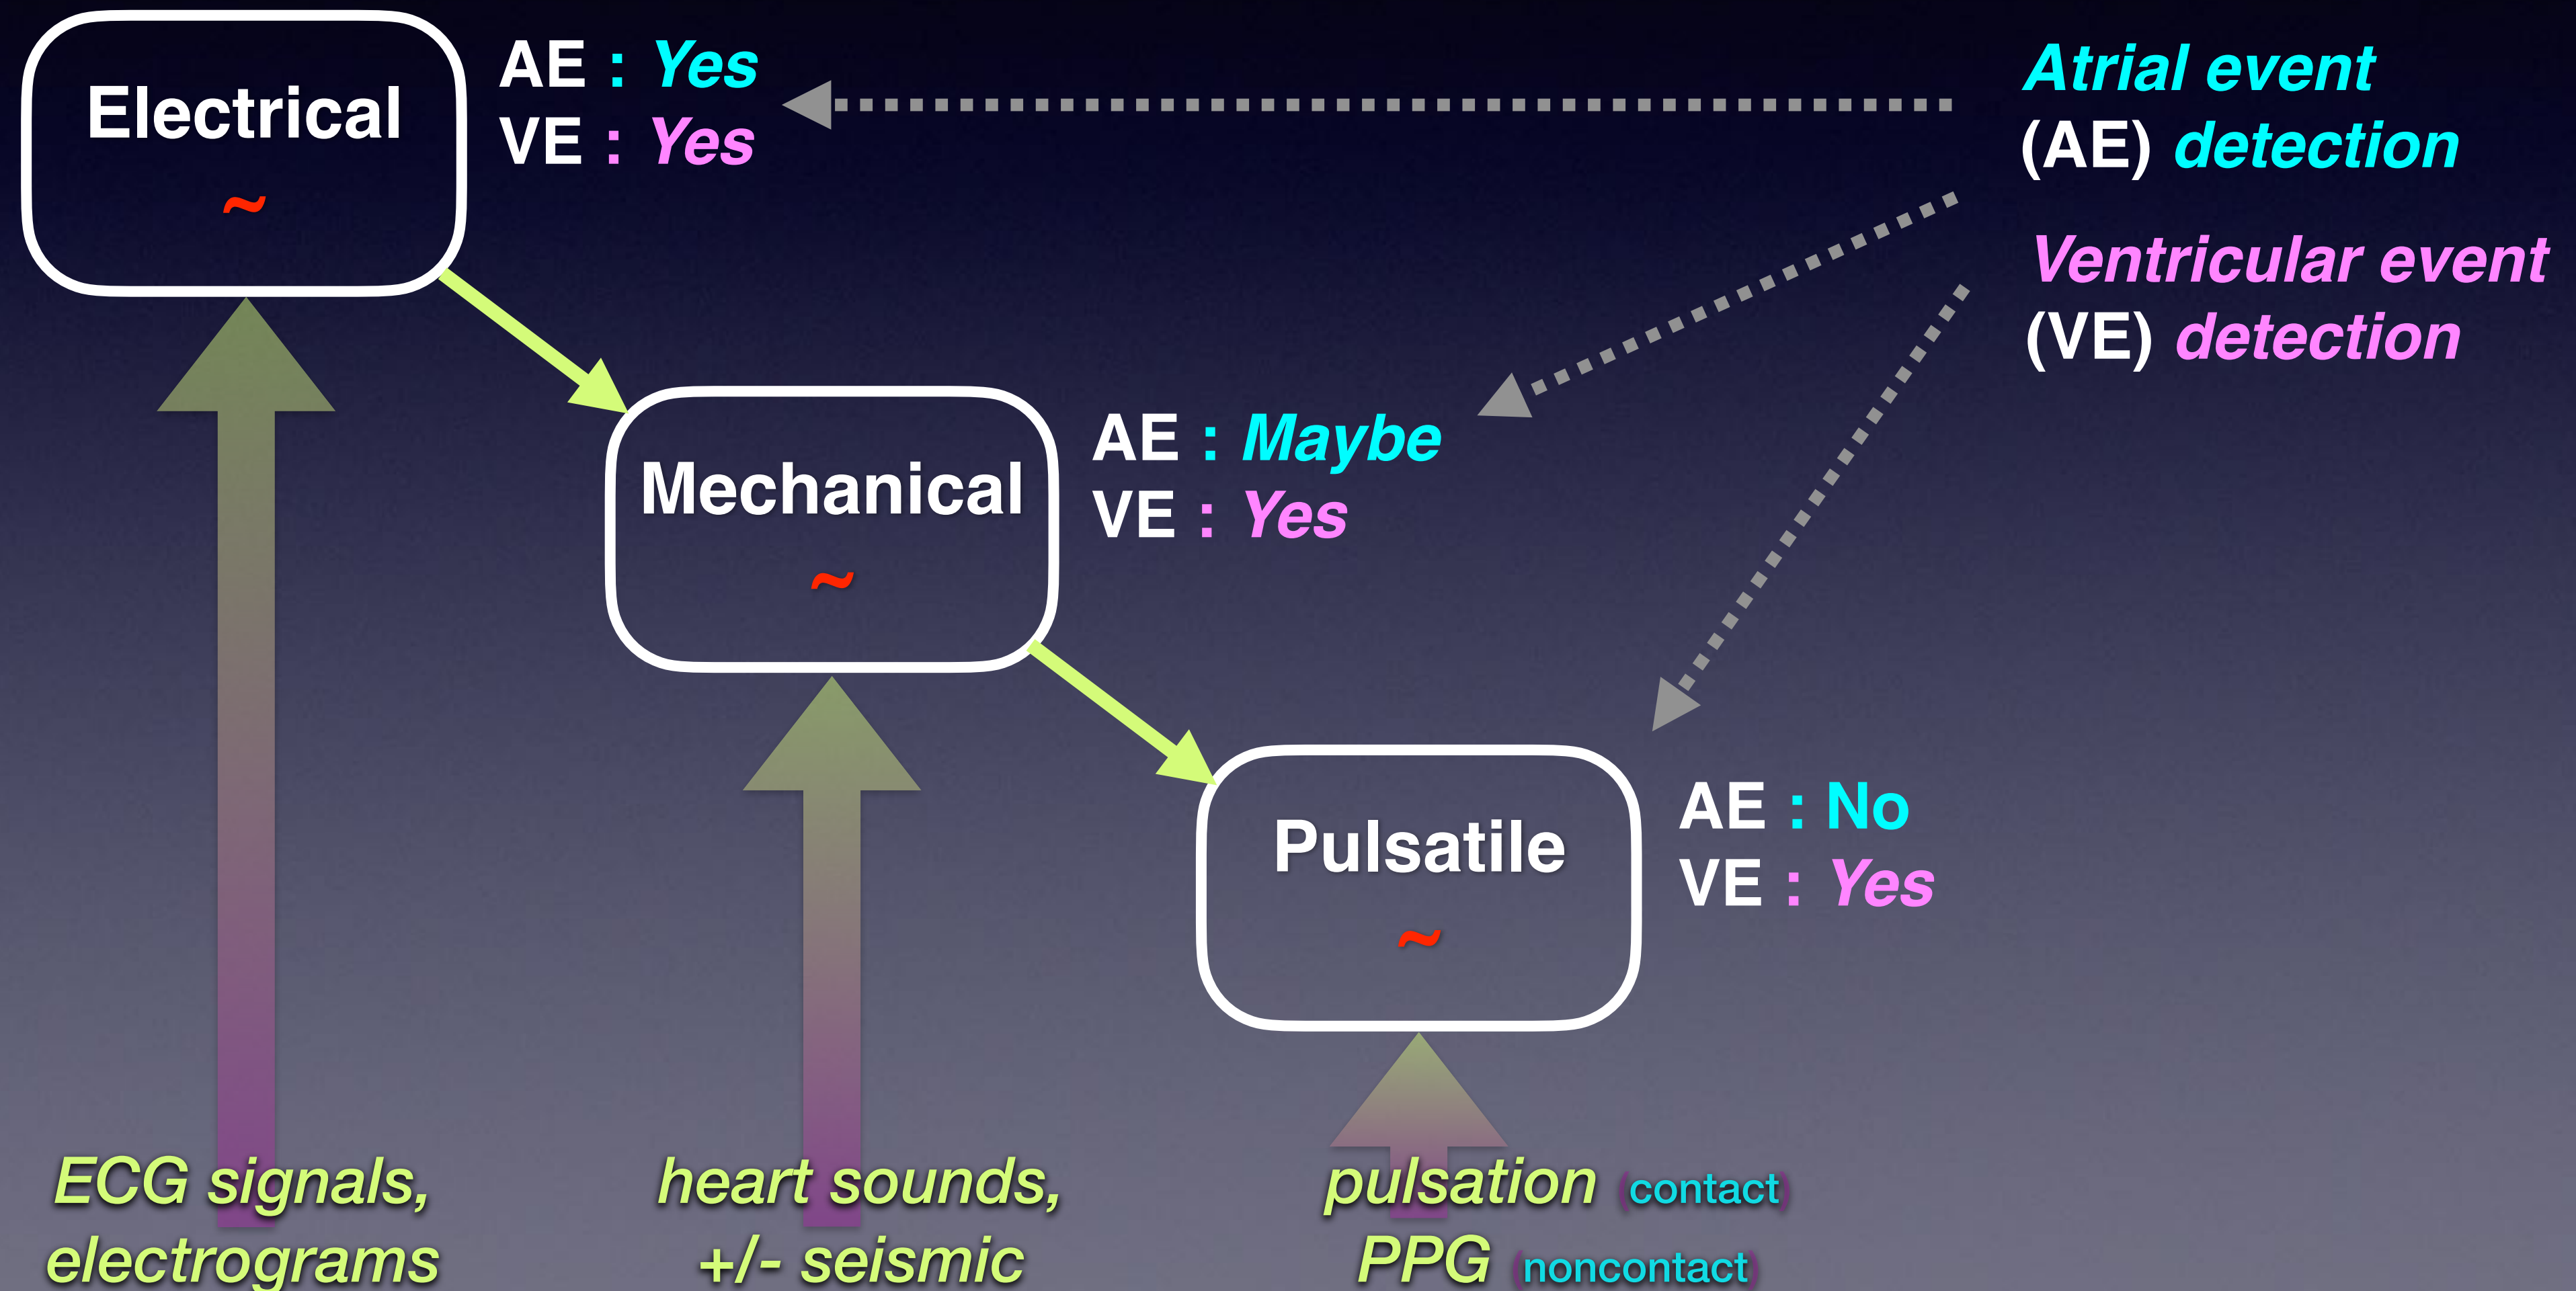 Electrical
~
AE : Yes
VE : Yes
Atrial event
(AE) detection
Ventricular event
(VE) detection
Mechanical
~
AE : Maybe
VE : Yes
Pulsatile
~
AE : No
VE : Yes
ECG signals,
electrograms
heart sounds,
+/- seismic
pulsation (contact)
PPG (noncontact)